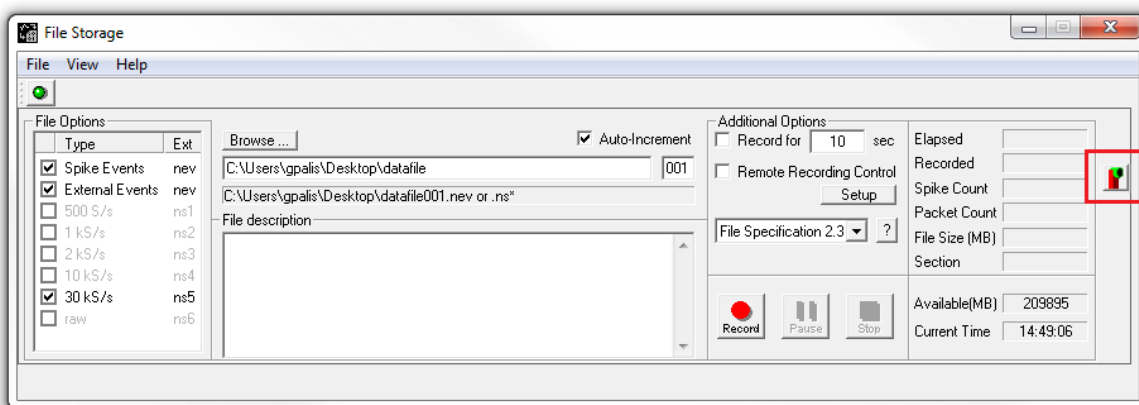 File Storage
File View Help
File Options
Type Ext
Spike Events nev
External Events nev
500 S/s ns1
1 kS/s ns2
2 kS/s ns3
10 kS/s ns4
30 kS/s ns5
raw ns6
Browse ... Auto-Increment
C:\Users\gpalis\Desktop\datafile 001
C:\Users\gpalis\Desktop\datafile001.nev or .ns*
File description
Additional Options
Record for 10 sec
Remote Recording Control
Setup
File Specification 2.3 ?
Record Pause Stop
Elapsed
Recorded
Spike Count
Packet Count
File Size (MB)
Section
Available(MB) 209895
Current Time 14:49:06